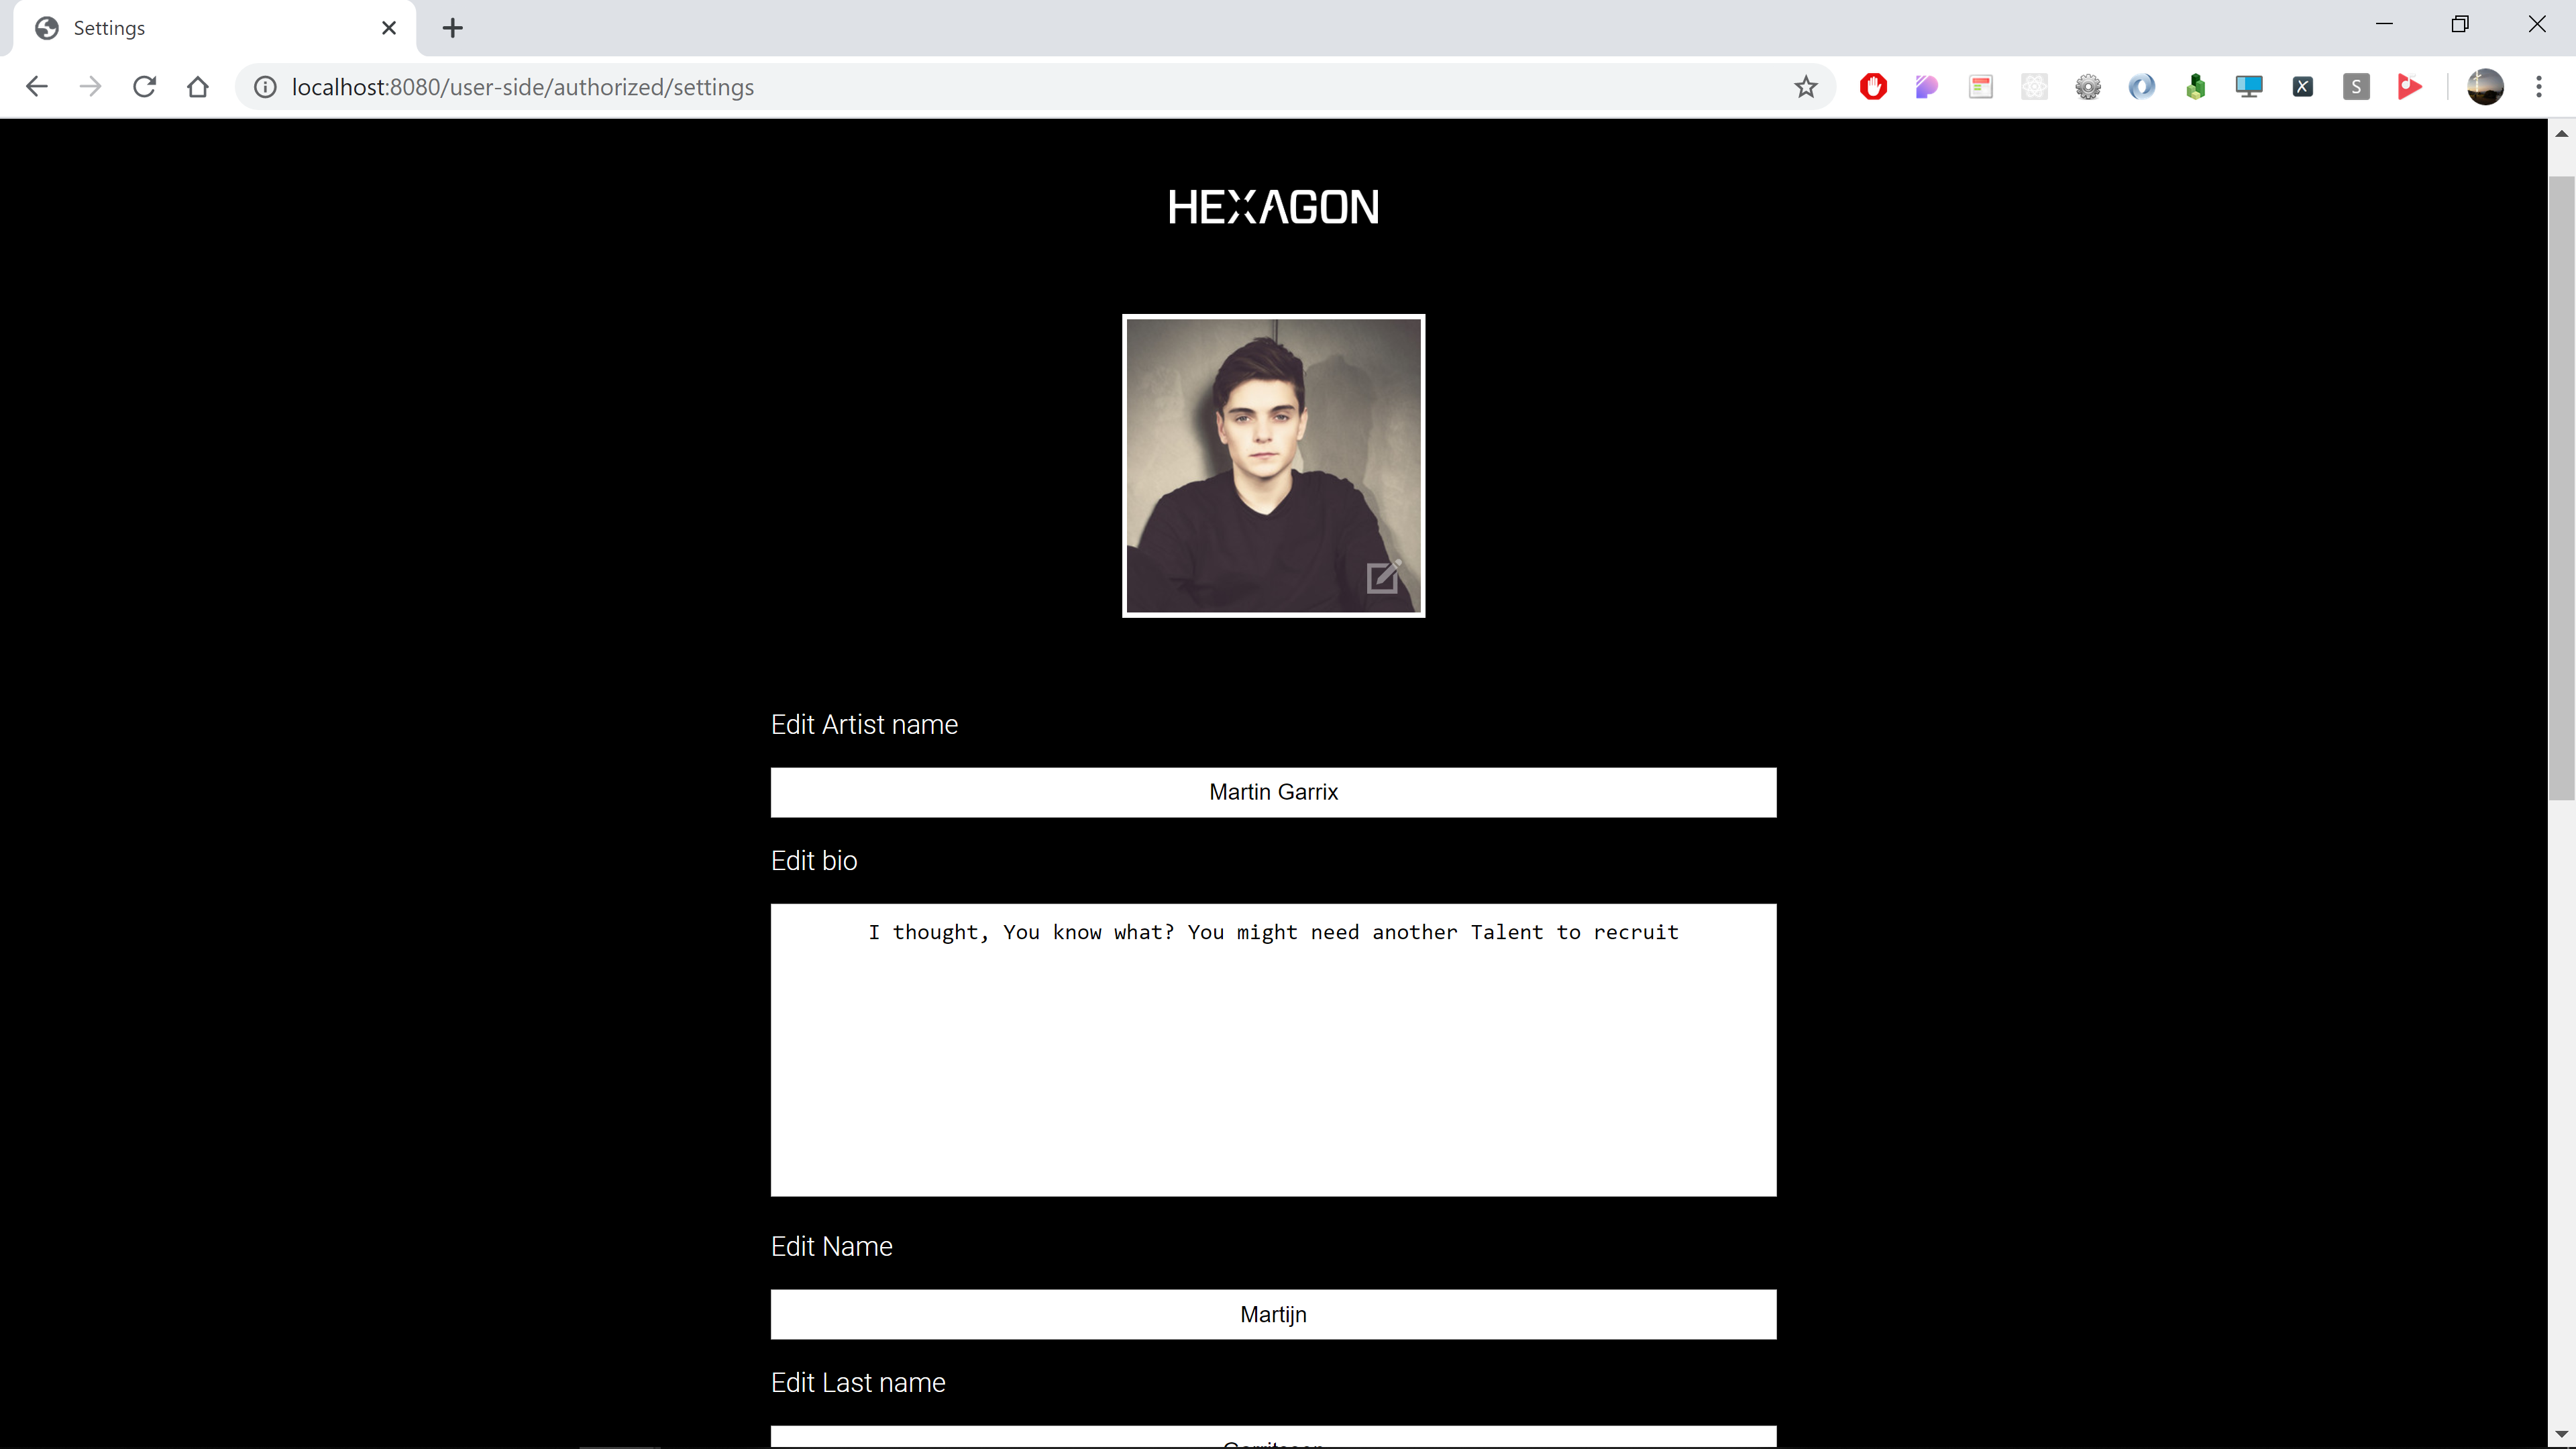 Settings
localhost:8080/user-side/authorized/settings
X
S
HEXAGON
Edit Artist name
Martin Garrix
Edit bio
I thought, You know what? You might need another Talent to recruit
Edit Name
Martijn
Edit Last name